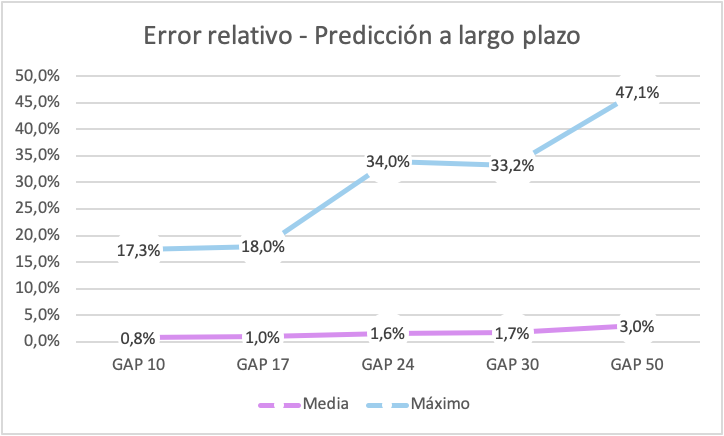 Error relativo - Predicción a largo plazo
50,0%
45,0%
40,0%
35,0%
30,0%
25,0%
20,0%
15,0%
10,0%
5,0%
0,0%
17,3%
18,0%
34,0%
33,2%
47,1%
0,8%
1,0%
1,6%
1,7%
3,0%
GAP 10
GAP 17
GAP 24
GAP 30
GAP 50
Media
Máximo